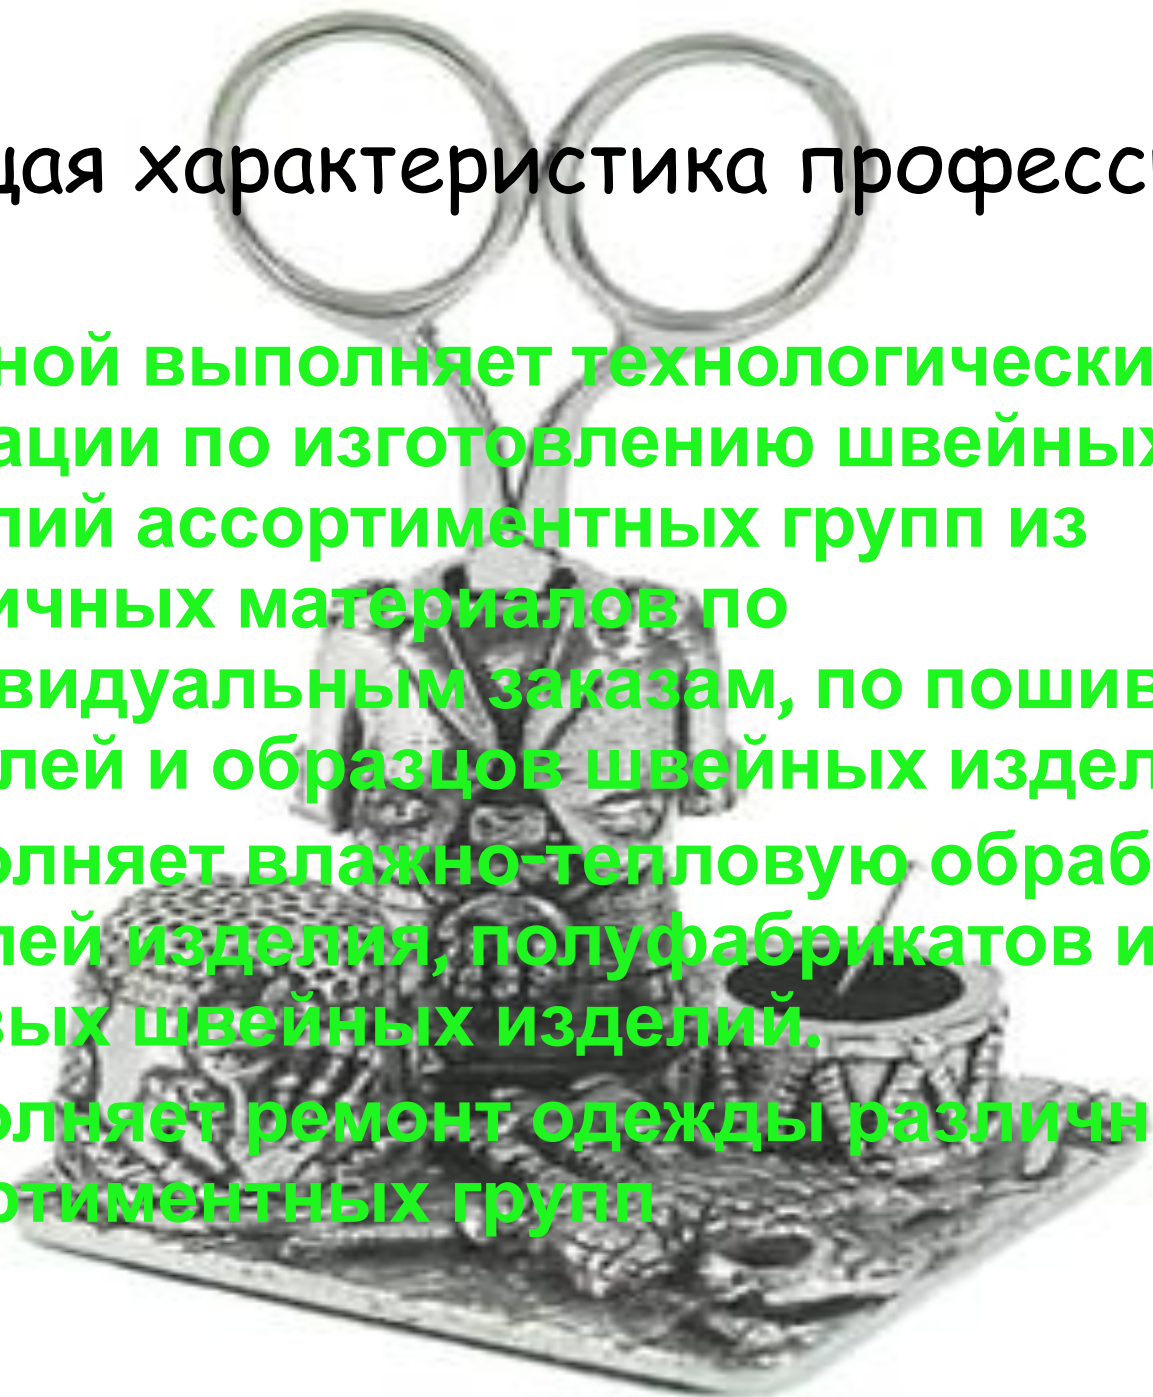 щая характеристика професс
ной выполняет технологически
ации по изготовлению швейных
лий ассортиментных групп из
ичных материалов по
видуальным заказам, по пошив
лей и образцов швейных издел
олняет влажно-тепловую обраб
лей изделия, полуфабрикатов и
вых швейных изделий.
олняет ремонт одежды различн
ртиментных групп